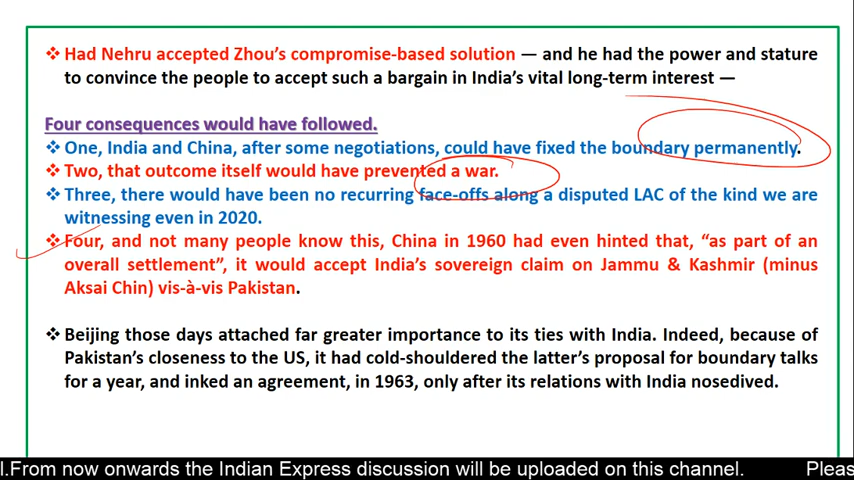 ❖ Had Nehru accepted Zhou's compromise-based solution — and he had the power and stature
to convince the people to accept such a bargain in India's vital long-term interest —
Four consequences would have followed.
❖ One, India and China, after some negotiations, could have fixed the boundary permanently.
❖ Two, that outcome itself would have prevented a war.
❖ Three, there would have been no recurring face-offs along a disputed LAC of the kind we are
witnessing even in 2020.
❖ Four, and not many people know this, China in 1960 had even hinted that, "as part of an
overall settlement", it would accept India's sovereign claim on Jammu & Kashmir (minus
Aksai Chin) vis-à-vis Pakistan.
❖ Beijing those days attached far greater importance to its ties with India. Indeed, because of
Pakistan's closeness to the US, it had cold-shouldered the latter's proposal for boundary talks
for a year, and inked an agreement, in 1963, only after its relations with India nosedived.
l.From now onwards the Indian Express discussion will be uploaded on this channel. Pleas